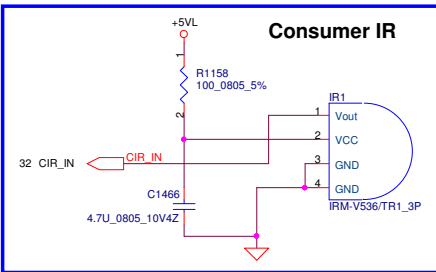 +5VL
Consumer IR
1
R1158
100_0805_5%
2
IR1
1
Vout
2
VCC
32 CIR_IN
CIR_IN
3
GND
4
GND
C1466
4.7U_0805_10V4Z
IRM-V536/TR1_3P